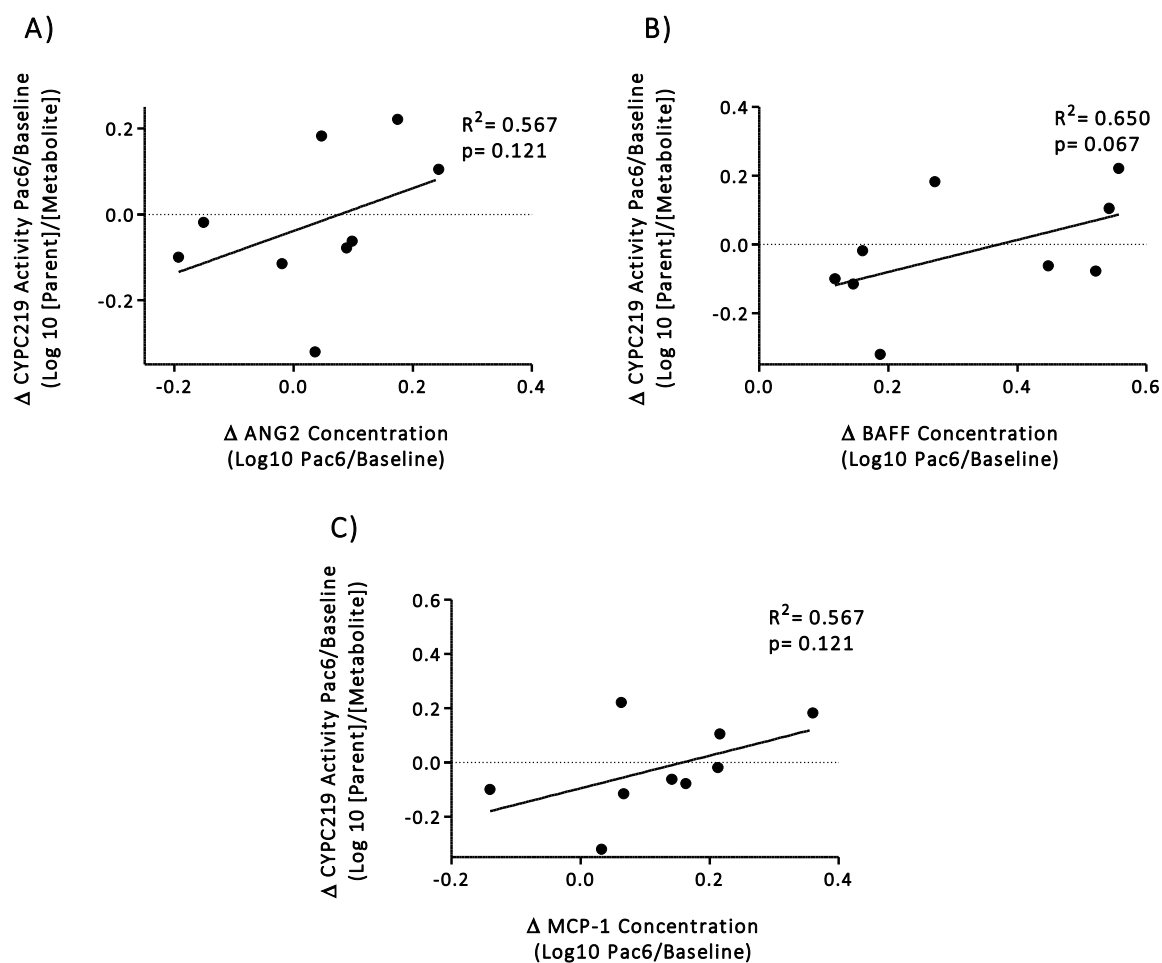 A)
Δ CYPC219 Activity Pac6/Baseline
(Log 10 [Parent]/[Metabolite])
0.2
0.0
-0.2
-0.2
0.0
0.2
0.4
R²= 0.567
p= 0.121
Δ ANG2 Concentration
(Log10 Pac6/Baseline)
B)
Δ CYPC219 Activity Pac6/Baseline
(Log 10 [Parent]/[Metabolite])
0.4
0.2
0.0
-0.2
0.0
0.2
0.4
0.6
R²= 0.650
p= 0.067
Δ BAFF Concentration
(Log10 Pac6/Baseline)
C)
Δ CYPC219 Activity Pac6/Baseline
(Log 10 [Parent]/[Metabolite])
0.6
0.4
0.2
0.0
-0.2
-0.2
0.0
0.2
0.4
R²= 0.567
p= 0.121
Δ MCP-1 Concentration
(Log10 Pac6/Baseline)